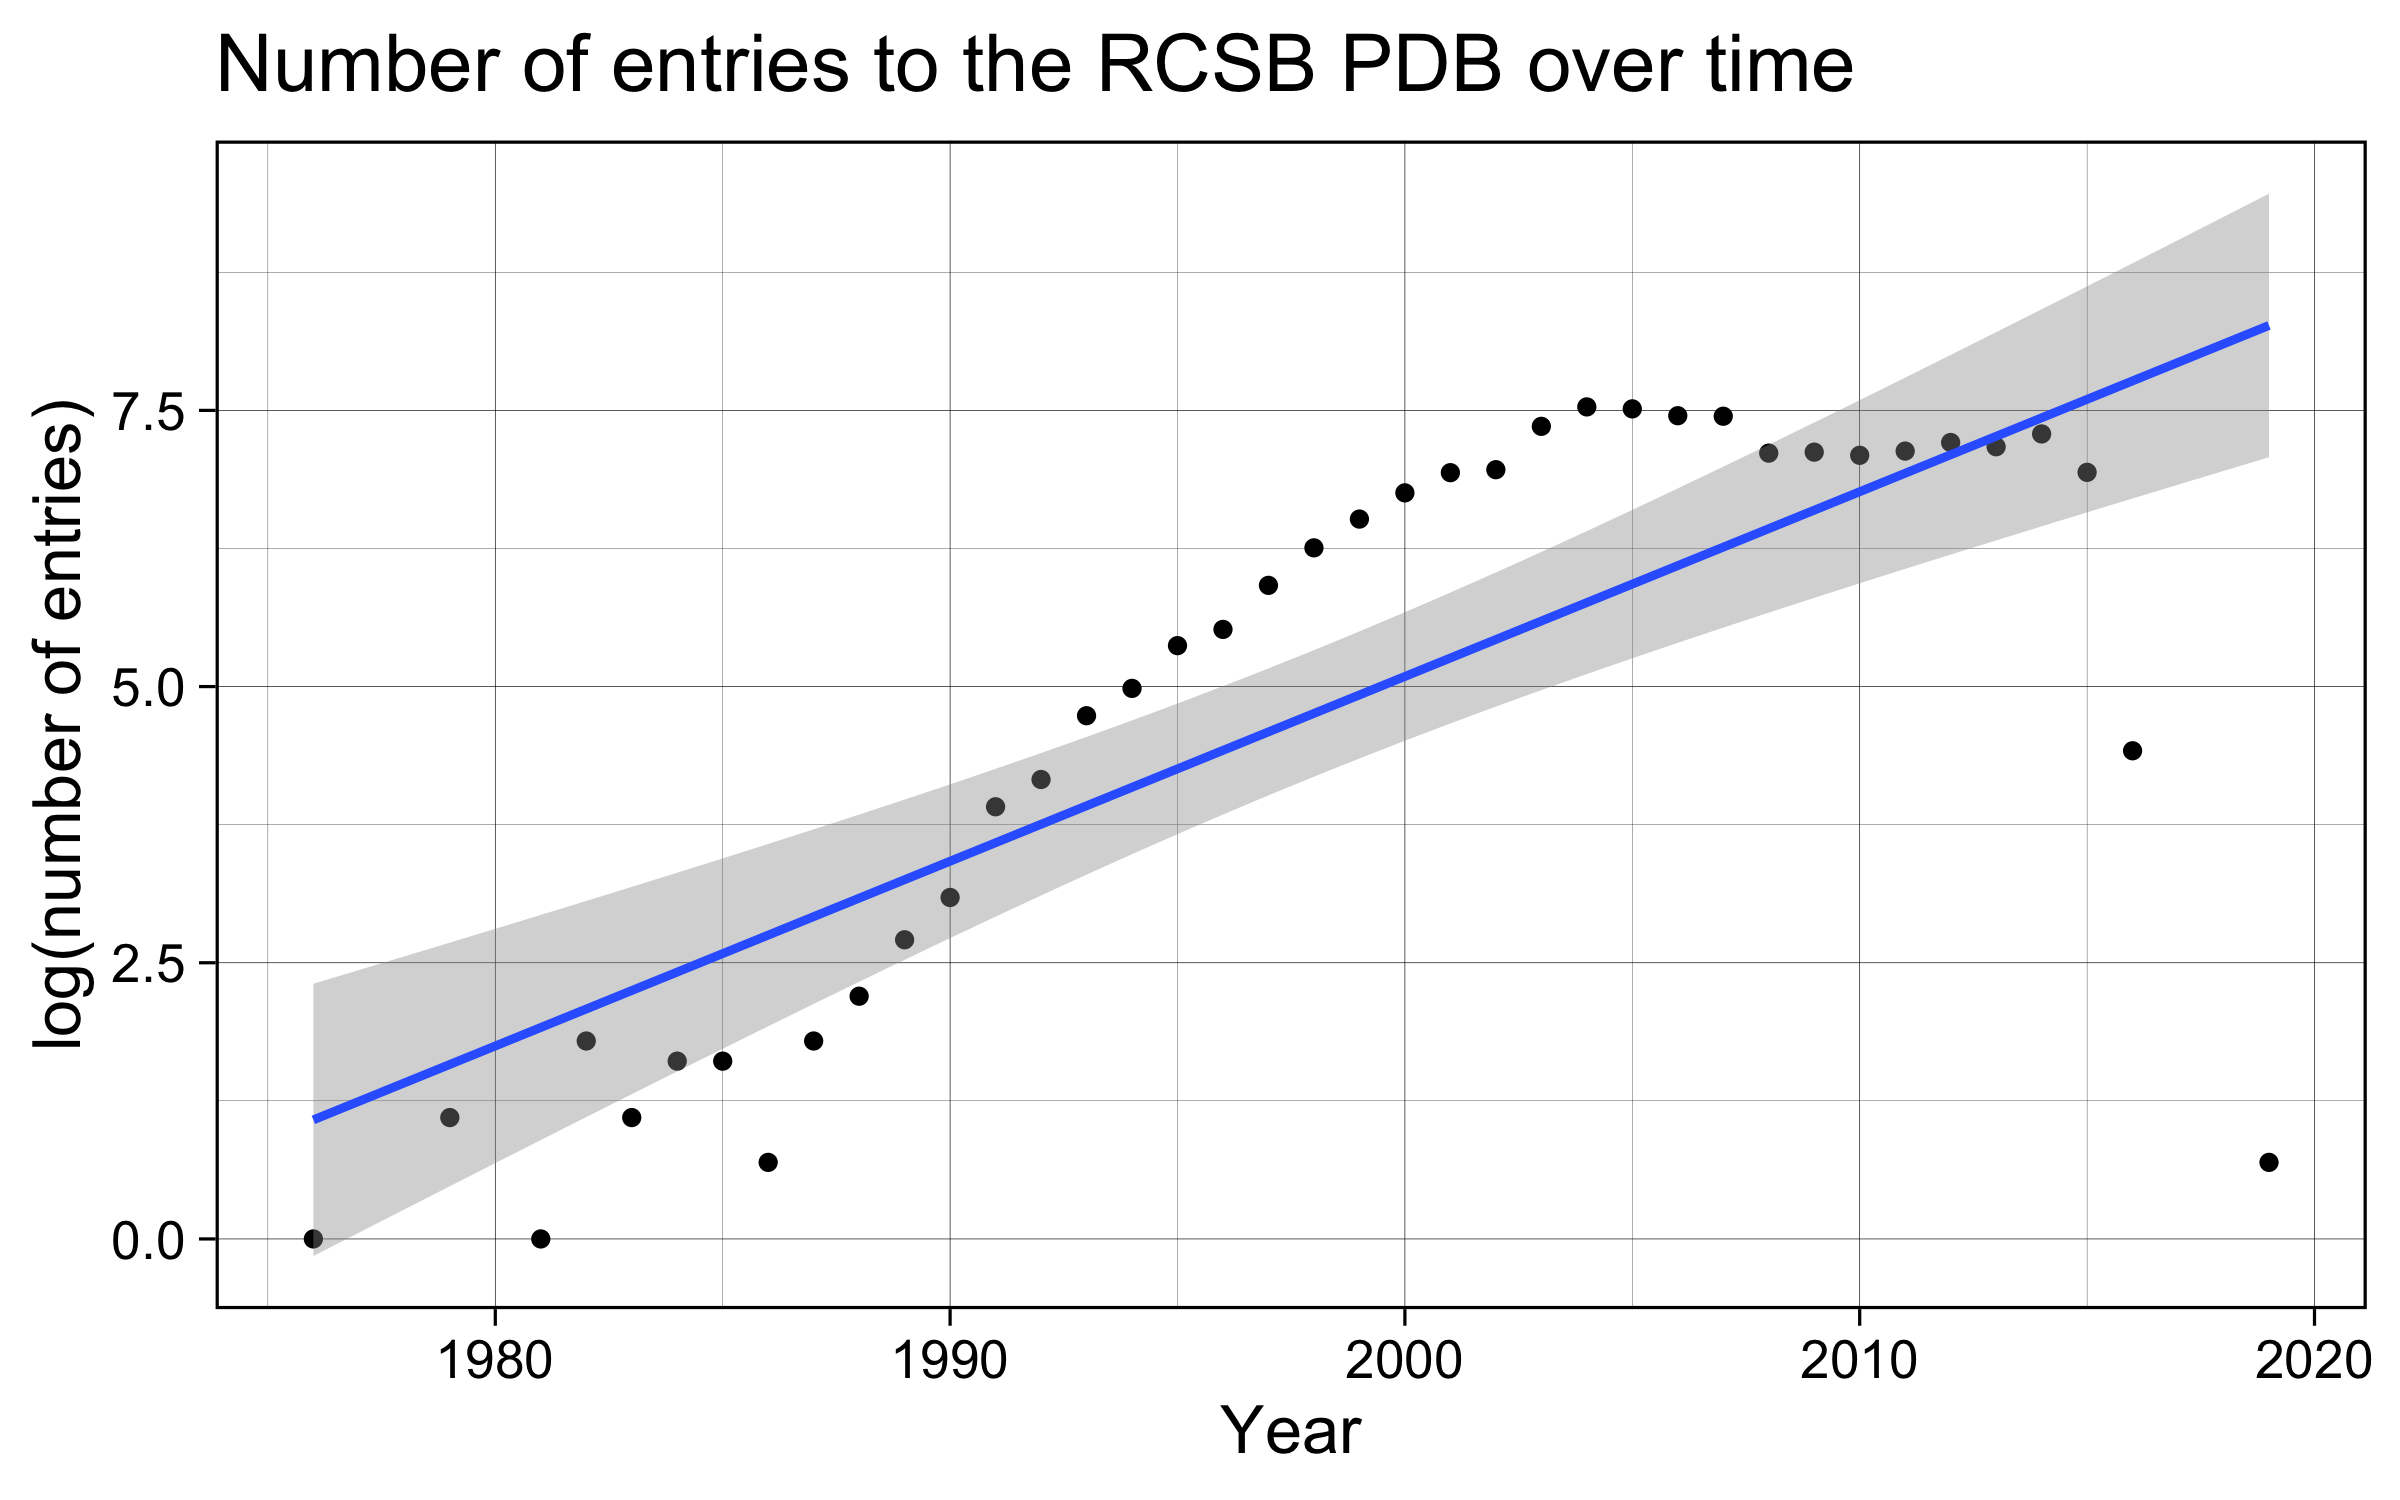 Number of entries to the RCSB PDB over time
log(number of entries)
7.5
5.0
2.5
0.0
1980 1990 2000 2010 2020
Year